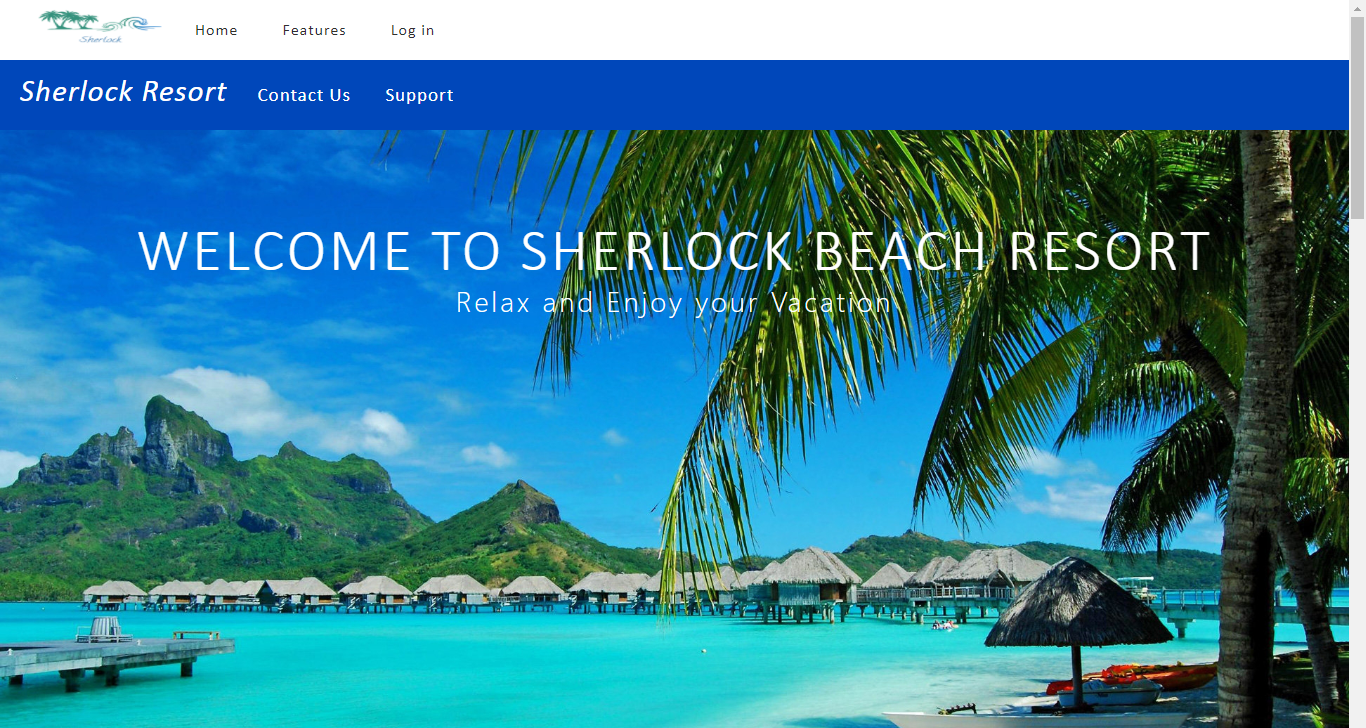 Sherlock
Home Features Log in
Sherlock Resort Contact Us Support
WELCOME TO SHERLOCK BEACH RESORT
Relax and Enjoy your Vacation